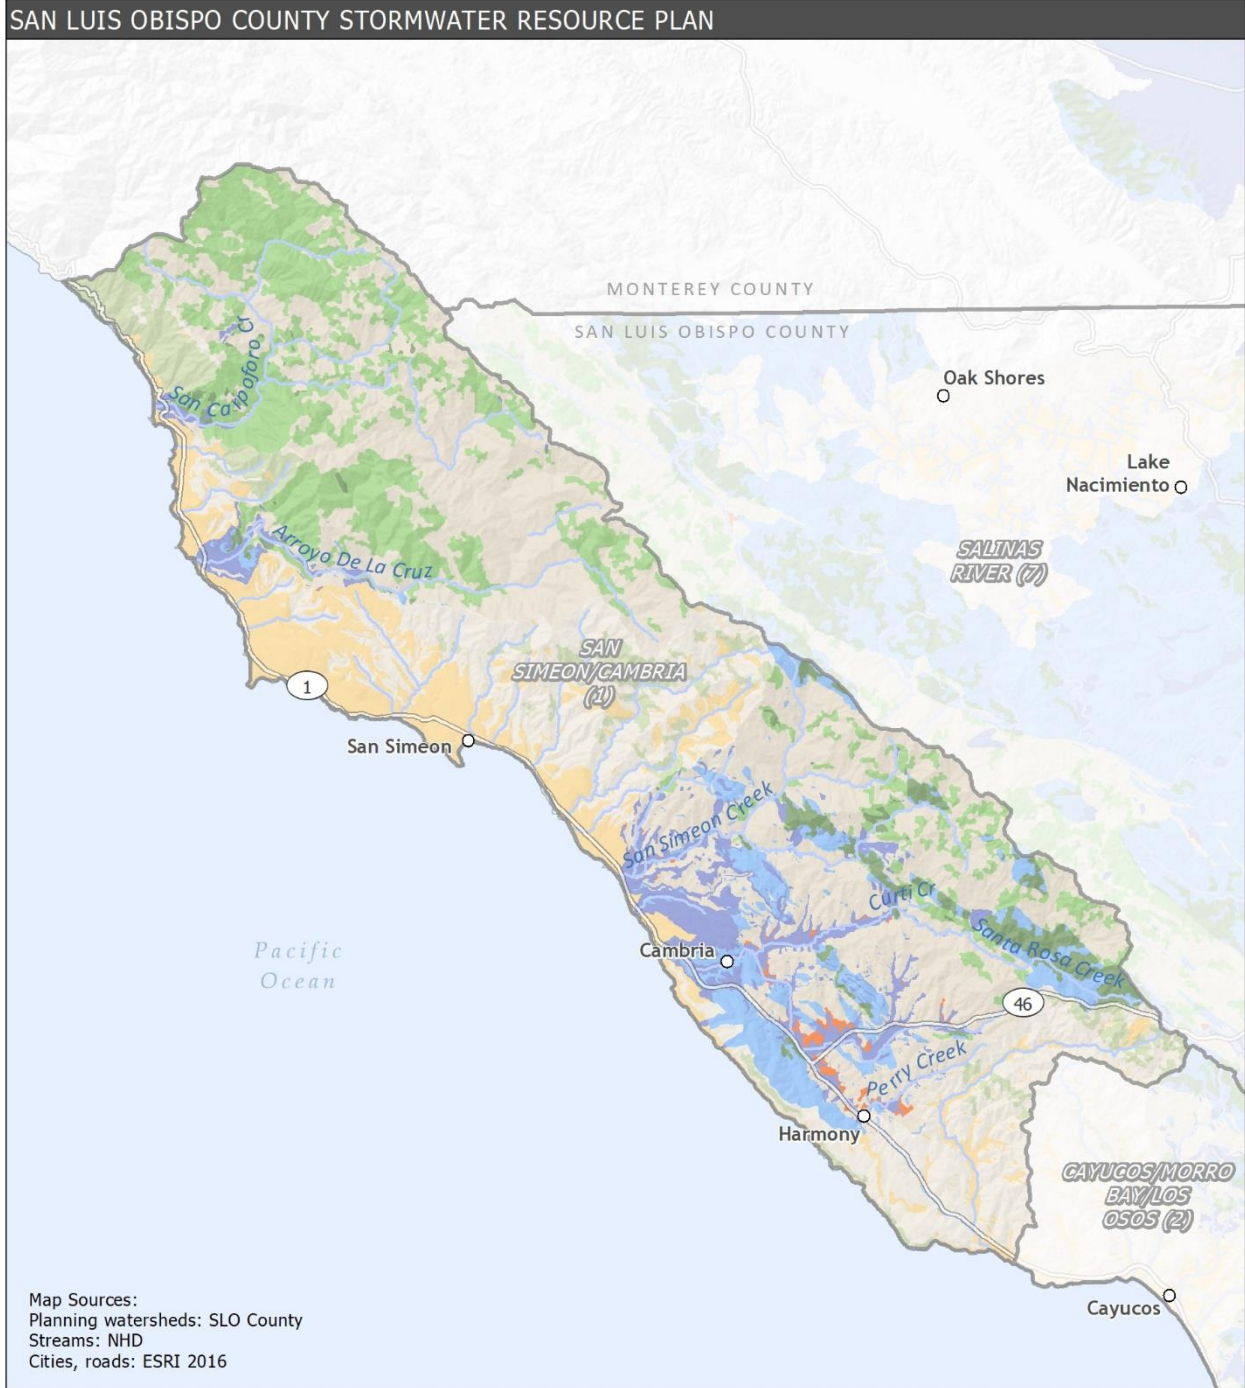 SAN LUIS OBISPO COUNTY STORMWATER RESOURCE PLAN
MONTEREY COUNTY
SAN LUIS OBISPO COUNTY
San Carpoforo Cr
Oak Shores
Lake
Nacimiento
Arroyo De La Cruz
SALINAS
RIVER (7)
SAN
SIMEON/CAMBRIA
(1)
1
San Simeon
San Simeon Creek
Curti Cr
Santa Rosa Creek
Pacific
Ocean
Cambria
46
Perry Creek
Harmony
CAYUCOS/MORRO
BAY/LOS
OSOS (2)
Cayucos
Map Sources:
Planning watersheds: SLO County
Streams: NHD
Cities, roads: ESRI 2016